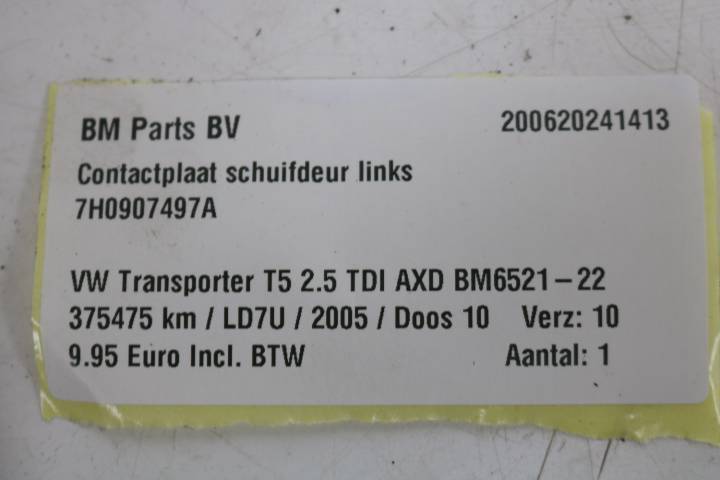 BM Parts BV 200620241413
Contactplaat schuifdeur links
7H0907497A
VW Transporter T5 2.5 TDI AXD BM6521-22
375475 km / LD7U / 2005 / Doos 10 Verz: 10
9.95 Euro Incl. BTW Aantal: 1